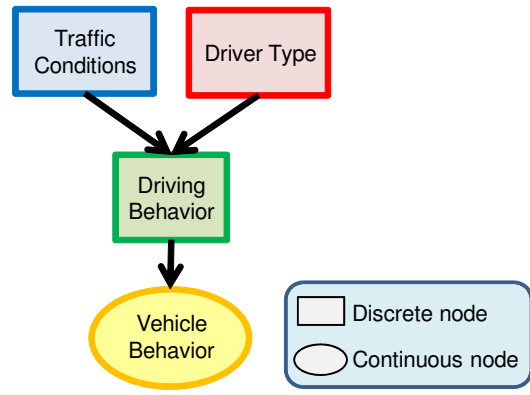 Traffic
Conditions
Driver Type
Driving
Behavior
Vehicle
Behavior
Discrete node
Continuous node